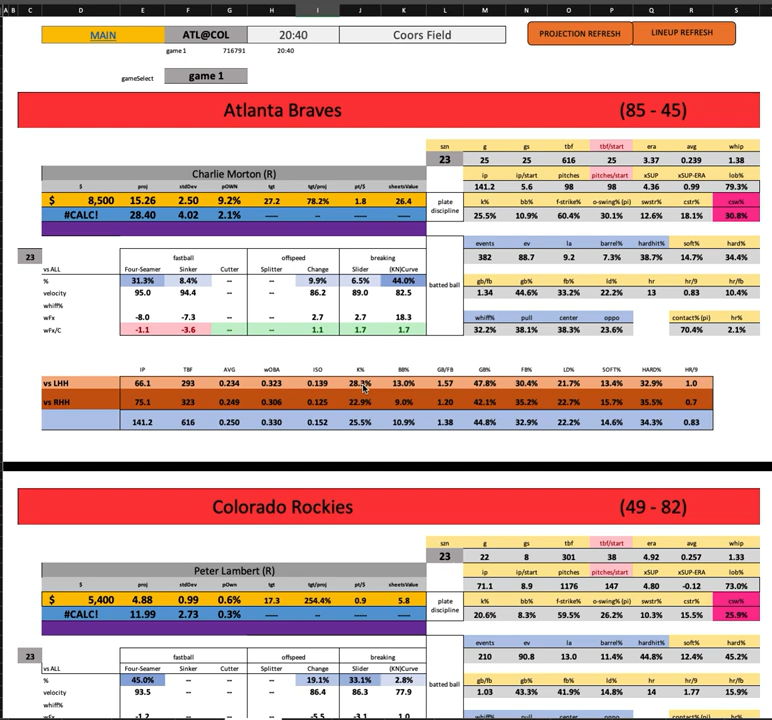 A B C D E F G H I J K L M N O P Q R S
MAIN ATL@COL 20:40 Coors Field PROJECTION REFRESH LINEUP REFRESH
game 1 716791 20:40
gameSelect game 1
Atlanta Braves (85 - 45)
szn g gs tbf tbf/start era avg whip
23 25 25 616 25 3.37 0.239 1.38
Charlie Morton (R) ip ip/start pitches pitches/start xSUP xSUP-ERA lob%
$ proj stdDev pOWN tgt tgt/proj pt/$ sheetsValue 141.2 5.6 98 98 4.36 0.99 79.3%
$ 8,500 15.26 2.50 9.2% 27.2 78.2% 1.8 26.4 plate discipline k% bb% f-strike% o-swing% (pi) swstr% cstr% csw%
#CALC! 28.40 4.02 2.1% -- -- -- -- 25.5% 10.9% 60.4% 30.1% 12.6% 18.1% 30.8%
events ev la barrel% hardhit% soft% hard%
23 fastball offspeed breaking 382 88.7 9.2 7.3% 38.7% 14.7% 34.4%
vs ALL Four-Seamer Sinker Cutter Splitter Change Slider (KN)Curve
% 31.3% 8.4% -- -- 9.9% 6.5% 44.0% batted ball gb/fb gb% fb% ld% hr hr/9 hr/fb
velocity 95.0 94.4 -- -- 86.2 89.0 82.5 1.34 44.6% 33.2% 22.2% 13 0.83 10.4%
whiff%
wFx -8.0 -7.3 -- -- 2.7 2.7 18.3 whiff% pull center oppo contact% (pi) hr%
wFx/C -1.1 -3.6 -- -- 1.1 1.7 1.7 32.2% 38.1% 38.3% 23.6% 70.4% 2.1%
IP TBF AVG wOBA ISO K% BB% GB/FB GB% FB% LD% SOFT% HARD% HR/9
vs LHH 66.1 293 0.234 0.323 0.139 28.3% 13.0% 1.57 47.8% 30.4% 21.7% 13.4% 32.9% 1.0
vs RHH 75.1 323 0.249 0.306 0.125 22.9% 9.0% 1.20 42.1% 35.2% 22.7% 15.7% 35.5% 0.7
141.2 616 0.250 0.330 0.152 25.5% 10.9% 1.38 44.8% 32.9% 22.2% 14.6% 34.3% 0.83
Colorado Rockies (49 - 82)
szn g gs tbf tbf/start era avg whip
23 22 8 301 38 4.92 0.257 1.33
Peter Lambert (R) ip ip/start pitches pitches/start xSUP xSUP-ERA lob%
$ proj stdDev pOwn tgt tgt/proj pt/$ sheetsValue 71.1 8.9 1176 147 4.80 -0.12 73.0%
$ 5,400 4.88 0.99 0.6% 17.3 254.4% 0.9 5.8 plate discipline k% bb% f-strike% o-swing% (pi) swstr% cstr% csw%
#CALC! 11.99 2.73 0.3% -- -- -- -- 20.6% 8.3% 59.5% 26.2% 10.3% 15.5% 25.9%
events ev la barrel% hardhit% soft% hard%
23 fastball offspeed breaking 210 90.8 13.0 11.4% 44.8% 12.4% 45.2%
vs ALL Four-Seamer Sinker Cutter Splitter Change Slider (KN)Curve
% 45.0% -- -- -- 19.1% 33.1% 2.8% batted ball gb/fb gb% fb% ld% hr hr/9 hr/fb
velocity 93.5 -- -- -- 86.4 86.3 77.9 1.03 43.3% 41.9% 14.8% 14 1.77 15.9%
whiff%
wFx -1.2 -- -- -- -5.5 -3.1 1.0 whiff% pull center oppo contact% (pi) hr%